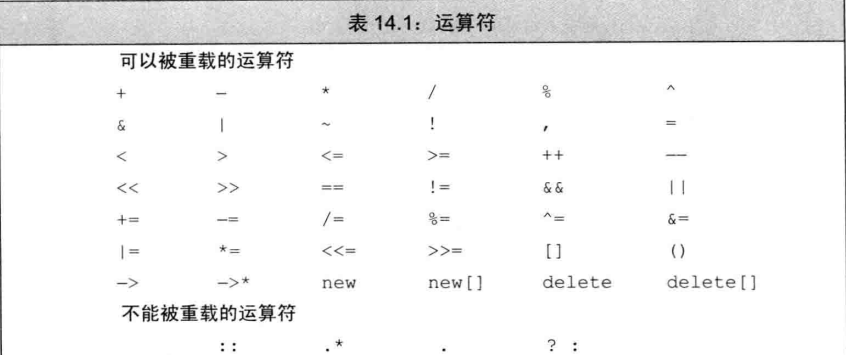 表 14.1：运算符
可以被重载的运算符
+ – * / % ^
& | ~ ! , =
< > <= >= ++ ––
<< >> == != && ||
+= –= /= %= ^= &=
|= *= <<= >>= [] ()
–> –>* new new[] delete delete[]
不能被重载的运算符
:: .* . ? :